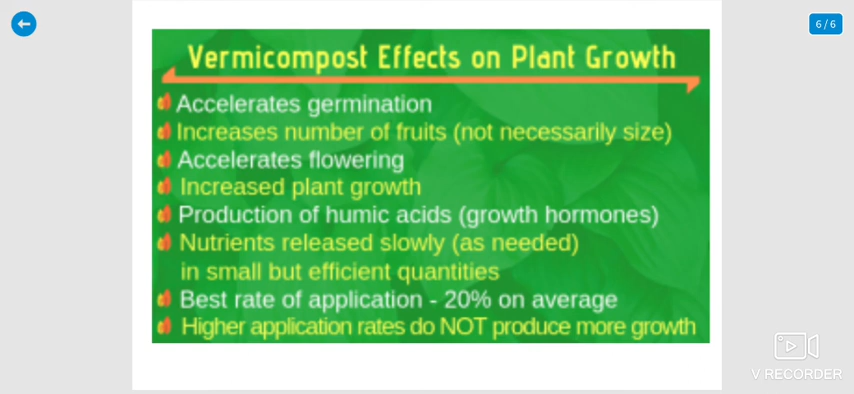 6 / 6
Vermicompost Effects on Plant Growth
Accelerates germination
Increases number of fruits (not necessarily size)
Accelerates flowering
Increased plant growth
Production of humic acids (growth hormones)
Nutrients released slowly (as needed)
in small but efficient quantities
Best rate of application - 20% on average
Higher application rates do NOT produce more growth
V RECORDER